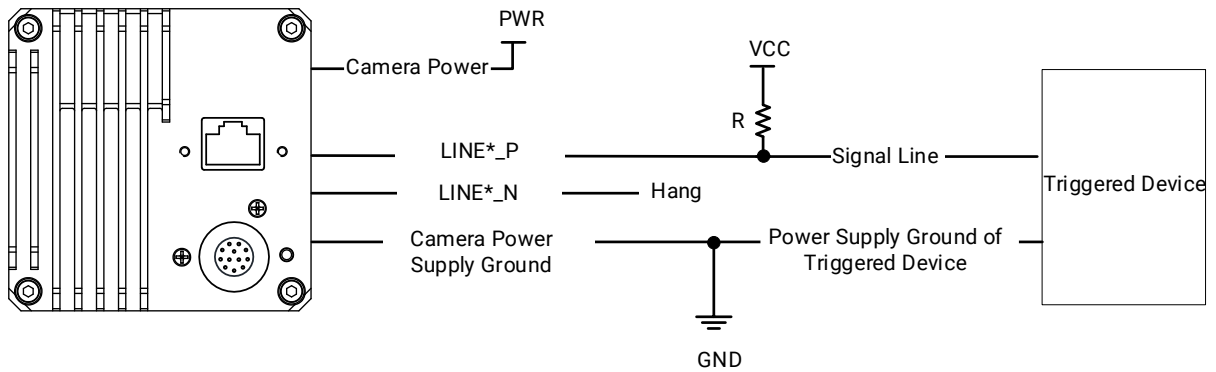 PWR
Camera Power
VCC
R
LINE*_P
Signal Line
LINE*_N
Hang
Triggered Device
Camera Power
Supply Ground
Power Supply Ground of
Triggered Device
GND